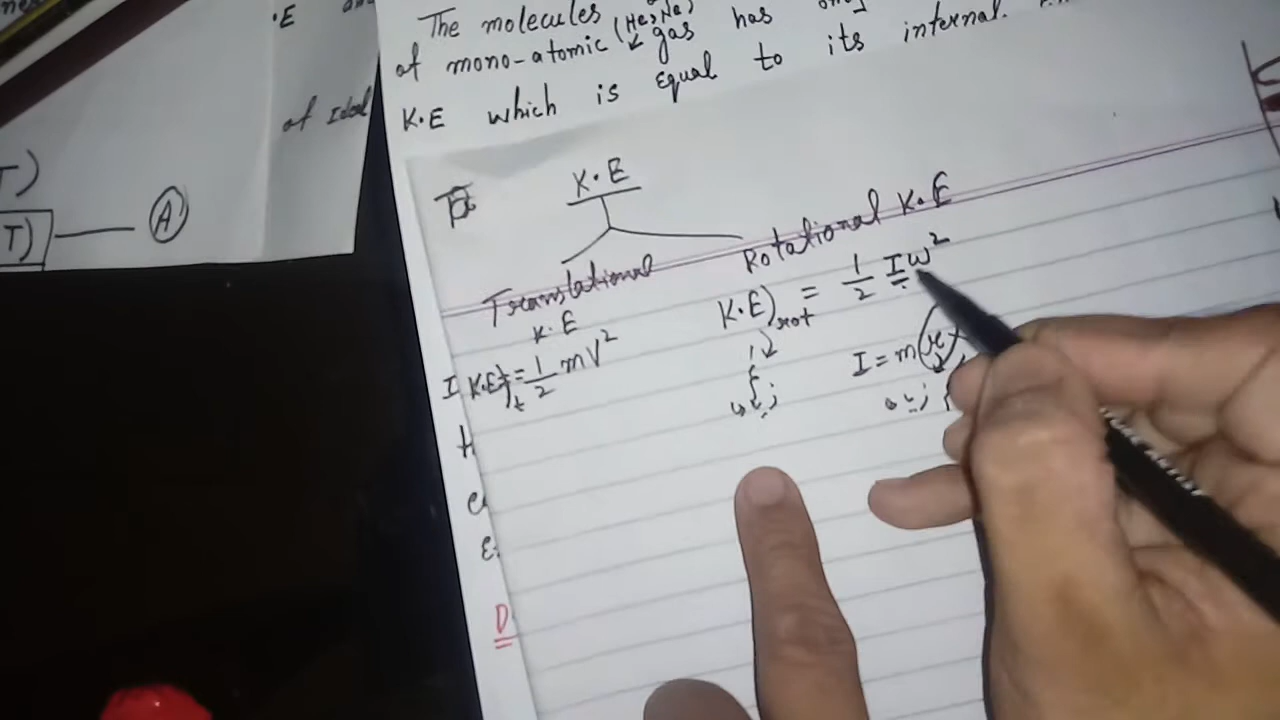 The molecules (He, Ne)
of mono-atomic gas has only
K.E which is equal to its internal.
.E
of Ideal
T)
T)
A
K.E
Translational
K.E
Rotational K.E
K.E)t = 1/2 mV²
K.E)rot = 1/2 Iω²
I = m(r
I
H
E
D